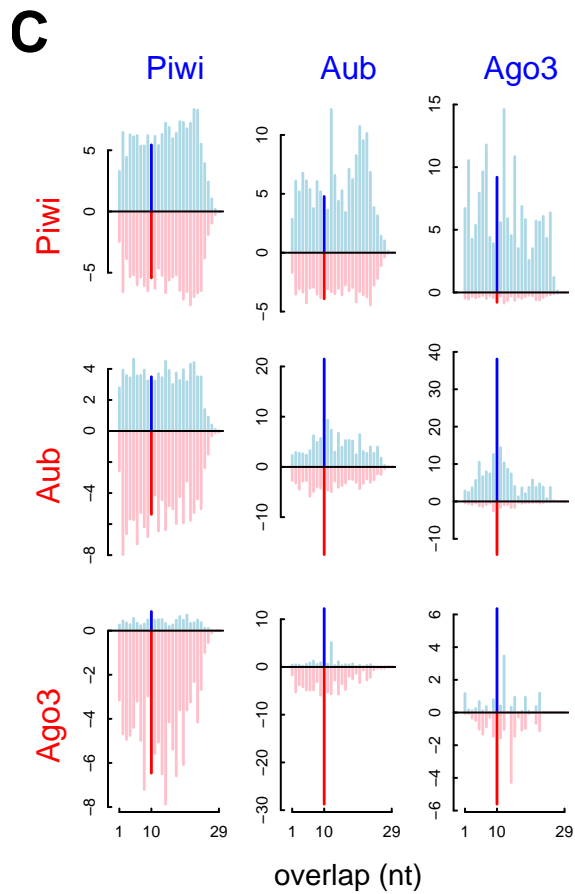 C
Piwi Aub Ago3
Piwi
−5 0 5
−5 0 5 10
0 5 10 15
Aub
−8 −6 −4 −2 0 2 4
−10 0 10 20
−10 0 10 20 30 40
Ago3
−8 −6 −4 −2 0
−30 −20 −10 0 10
−6 −4 −2 0 2 4 6
1 10 29 1 10 29 1 10 29
overlap (nt)